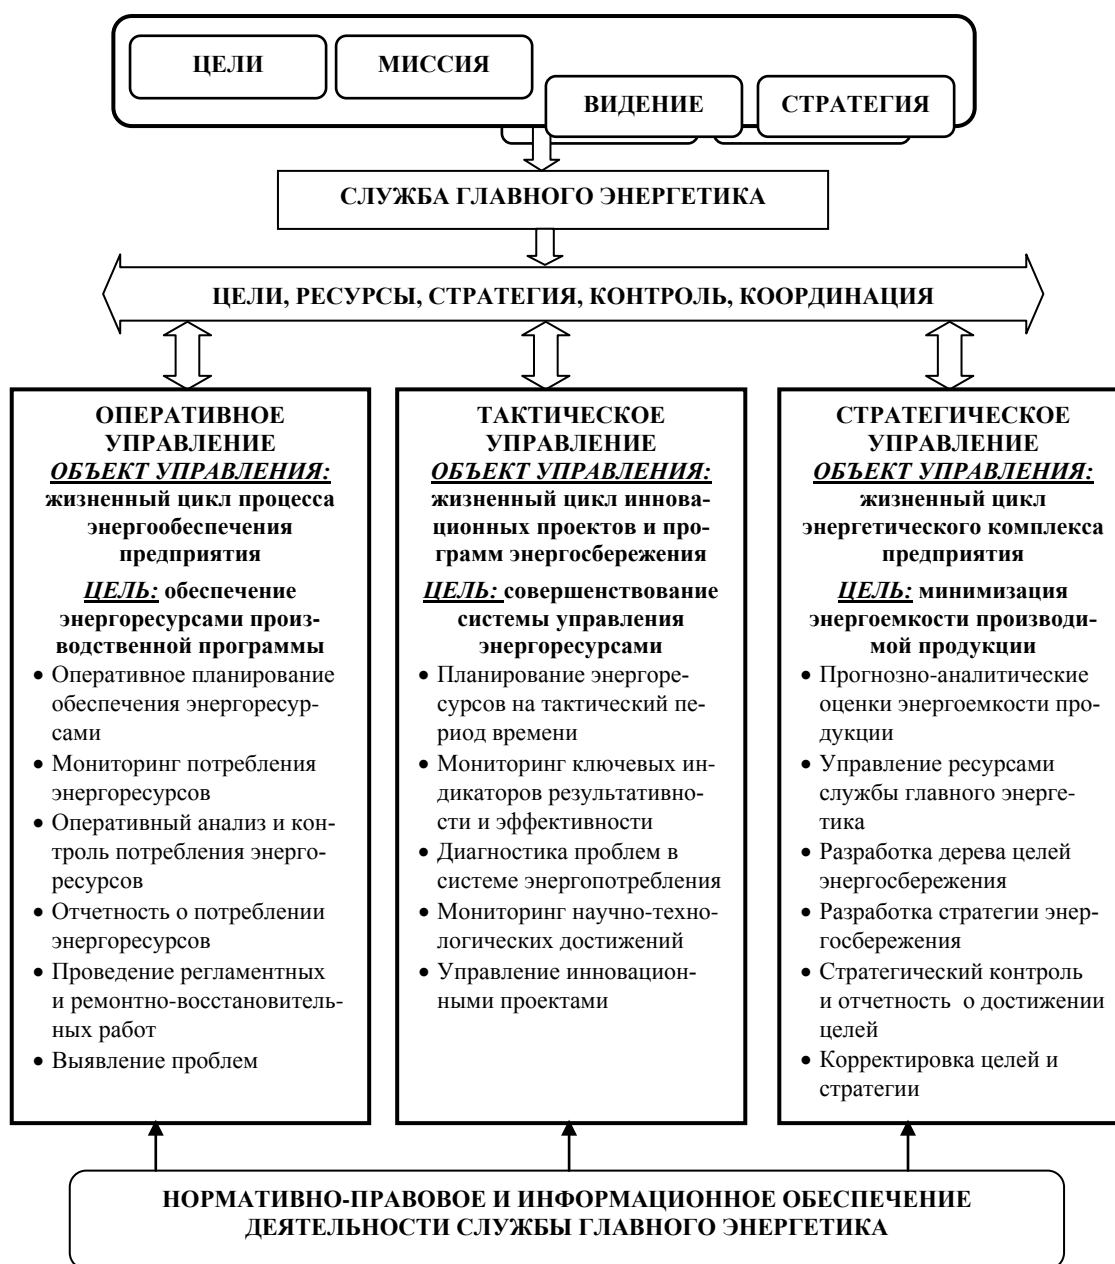 ЦЕЛИ
МИССИЯ
ВИДЕНИЕ
СТРАТЕГИЯ
СЛУЖБА ГЛАВНОГО ЭНЕРГЕТИКА
ЦЕЛИ, РЕСУРСЫ, СТРАТЕГИЯ, КОНТРОЛЬ, КООРДИНАЦИЯ
ОПЕРАТИВНОЕ
УПРАВЛЕНИЕ
ОБЪЕКТ УПРАВЛЕНИЯ:
жизненный цикл процесса
энергообеспечения
предприятия
ЦЕЛЬ: обеспечение
энергоресурсами произ-
водственной программы
• Оперативное планирование
обеспечения энергоресур-
сами
• Мониторинг потребления
энергоресурсов
• Оперативный анализ и кон-
троль потребления энерго-
ресурсов
• Отчетность о потреблении
энергоресурсов
• Проведение регламентных
и ремонтно-восстановитель-
ных работ
• Выявление проблем
ТАКТИЧЕСКОЕ
УПРАВЛЕНИЕ
ОБЪЕКТ УПРАВЛЕНИЯ:
жизненный цикл иннова-
ционных проектов и про-
грамм энергосбережения
ЦЕЛЬ: совершенствование
системы управления
энергоресурсами
• Планирование энергоре-
сурсов на тактический пе-
риод времени
• Мониторинг ключевых ин-
дикаторов результативно-
сти и эффективности
• Диагностика проблем в
системе энергопотребления
• Мониторинг научно-техно-
логических достижений
• Управление инновацион-
ными проектами
СТРАТЕГИЧЕСКОЕ
УПРАВЛЕНИЕ
ОБЪЕКТ УПРАВЛЕНИЯ:
жизненный цикл
энергетического комплекса
предприятия
ЦЕЛЬ: минимизация
энергоемкости производи-
мой продукции
• Прогнозно-аналитические
оценки энергоемкости про-
дукции
• Управление ресурсами
службы главного энерге-
тика
• Разработка дерева целей
энергосбережения
• Разработка стратегии энер-
госбережения
• Стратегический контроль
и отчетность о достижении
целей
• Корректировка целей и
стратегии
НОРМАТИВНО-ПРАВОВОЕ И ИНФОРМАЦИОННОЕ ОБЕСПЕЧЕНИЕ
ДЕЯТЕЛЬНОСТИ СЛУЖБЫ ГЛАВНОГО ЭНЕРГЕТИКА